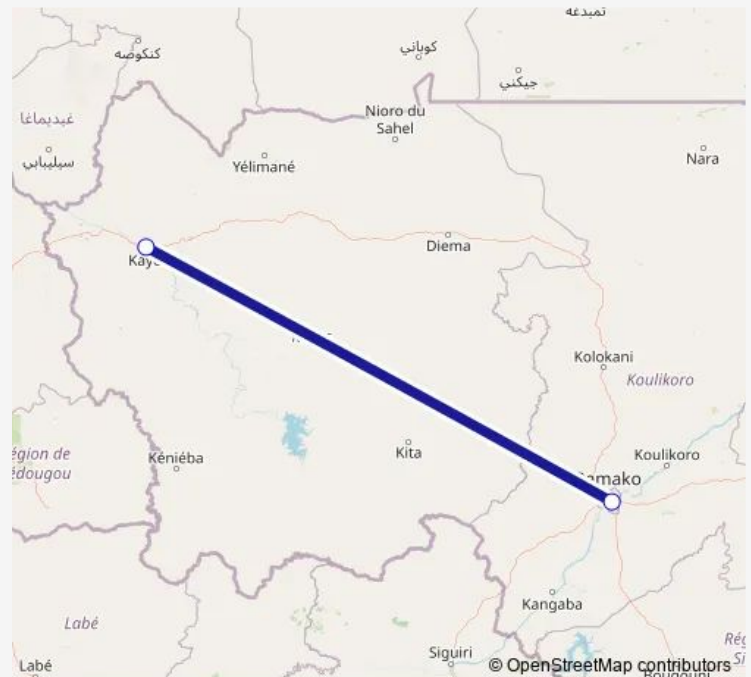 تمبدغة
كنكوصه
كوباني
جيكني
Nioro du
Sahel
غيديماغا
سيليبابي
Yélimané
Nara
Diema
Kolokani
Koulikoro
Kéniéba
Kita
Koulikoro
égion de
édougou
Kangaba
Labé
Siguiri
Labé
© OpenStreetMap contributors